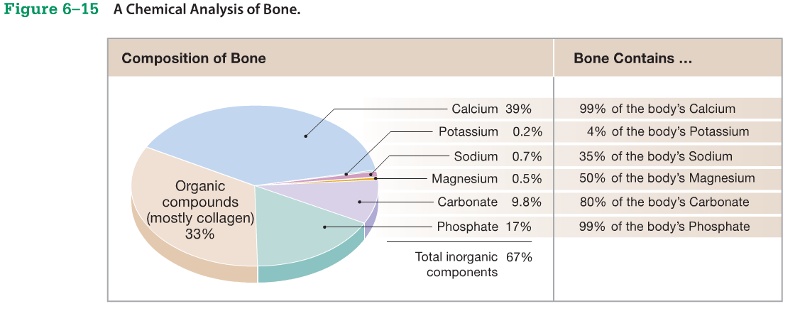 Figure 6–15 A Chemical Analysis of Bone.
Composition of Bone
Bone Contains ...
Calcium 39%
99% of the body's Calcium
Potassium 0.2%
4% of the body's Potassium
Sodium 0.7%
35% of the body's Sodium
Magnesium 0.5%
50% of the body's Magnesium
Carbonate 9.8%
80% of the body's Carbonate
Phosphate 17%
99% of the body's Phosphate
Organic
compounds
(mostly collagen)
33%
Total inorganic 67%
components